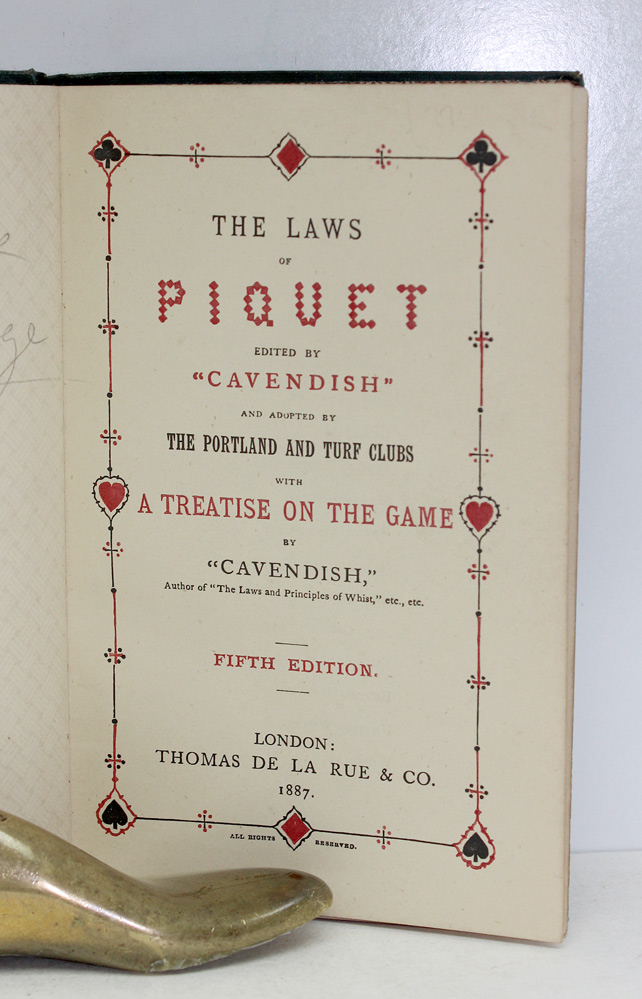 THE LAWS
OF
PIQUET
EDITED BY
"CAVENDISH"
AND ADOPTED BY
THE PORTLAND AND TURF CLUBS
WITH
A TREATISE ON THE GAME
BY
"CAVENDISH,"
Author of "The Laws and Principles of Whist," etc., etc.
FIFTH EDITION.
LONDON:
THOMAS DE LA RUE & CO.
1887.
ALL RIGHTS RESERVED.